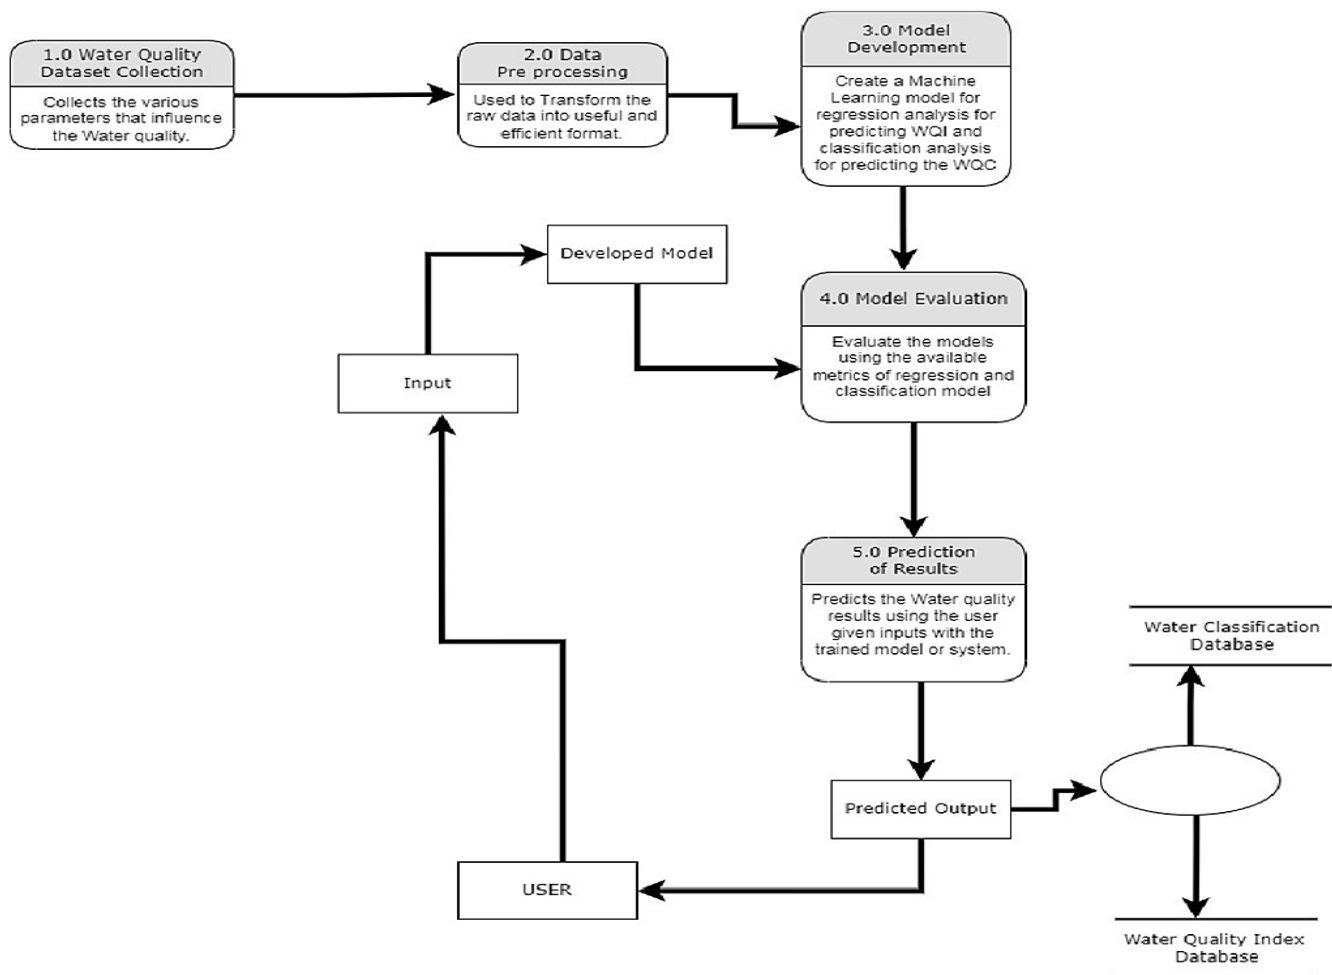 1.0 Water Quality
Dataset Collection
Collects the various
parameters that influence
the Water quality.
2.0 Data
Pre processing
Used to Transform the
raw data into useful and
efficient format.
3.0 Model
Development
Create a Machine
Learning model for
regression analysis for
predicting WQI and
classification analysis
for predicting the WQC
Developed Model
Input
4.0 Model Evaluation
Evaluate the models
using the available
metrics of regression and
classification model
5.0 Prediction
of Results
Predicts the Water quality
results using the user
given inputs with the
trained model or system.
Water Classification
Database
Predicted Output
USER
Water Quality Index
Database